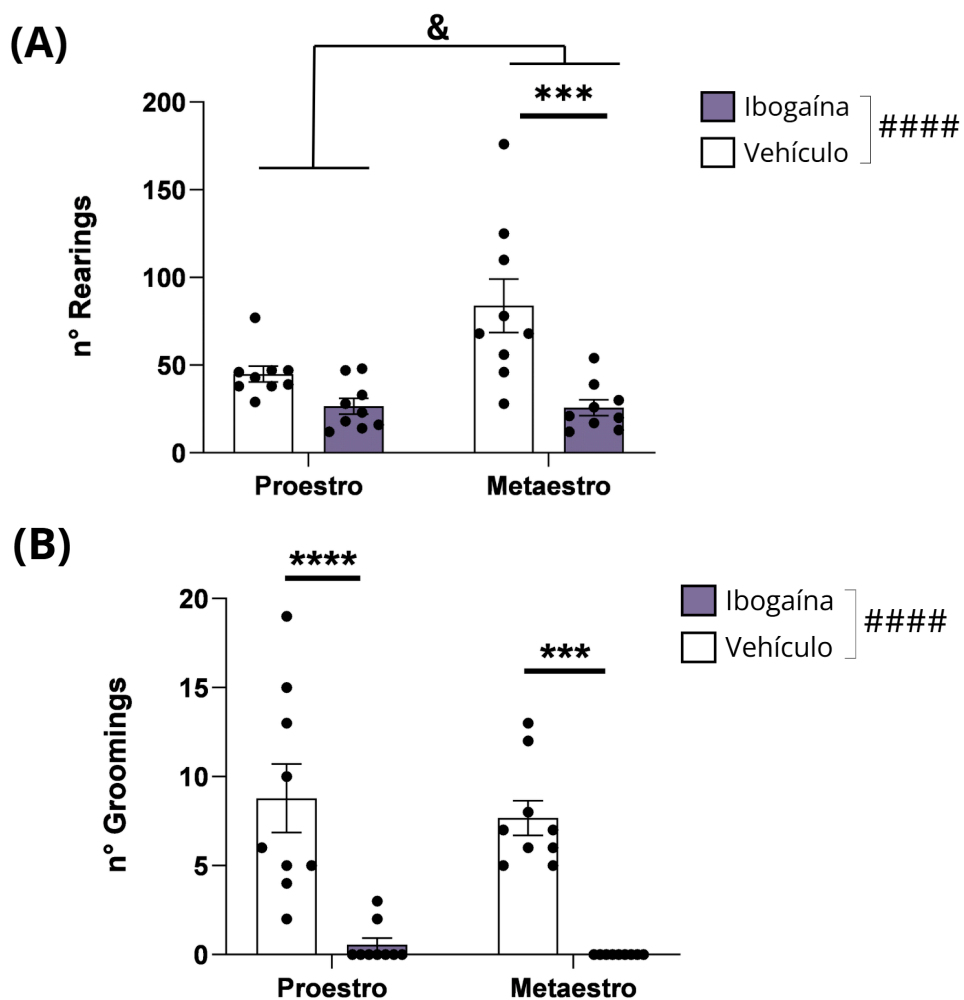 (A)
&
***
200
150
100
50
0
n° Rearings
Proestro
Metaestro
Ibogaína
Vehículo
####
(B)
****
***
20
15
10
5
0
n° Groomings
Proestro
Metaestro
Ibogaína
Vehículo
####